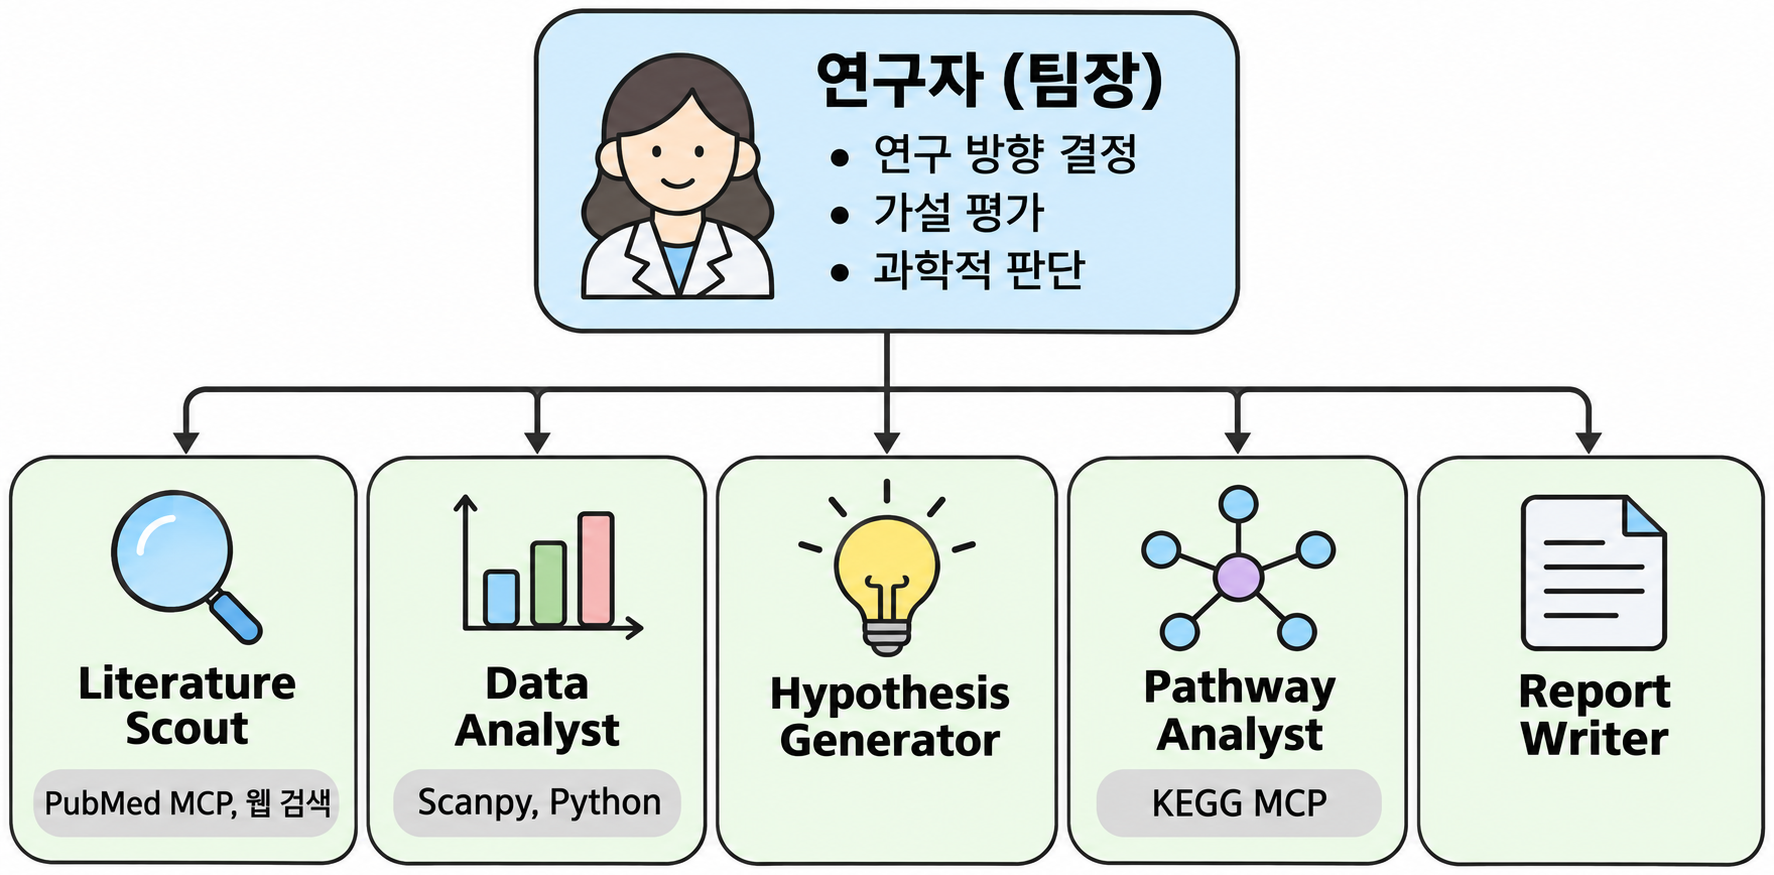 연구자 (팀장)
● 연구 방향 결정
● 가설 평가
● 과학적 판단
Literature
Scout
PubMed MCP, 웹 검색
Data
Analyst
Scanpy, Python
Hypothesis
Generator
Pathway
Analyst
KEGG MCP
Report
Writer